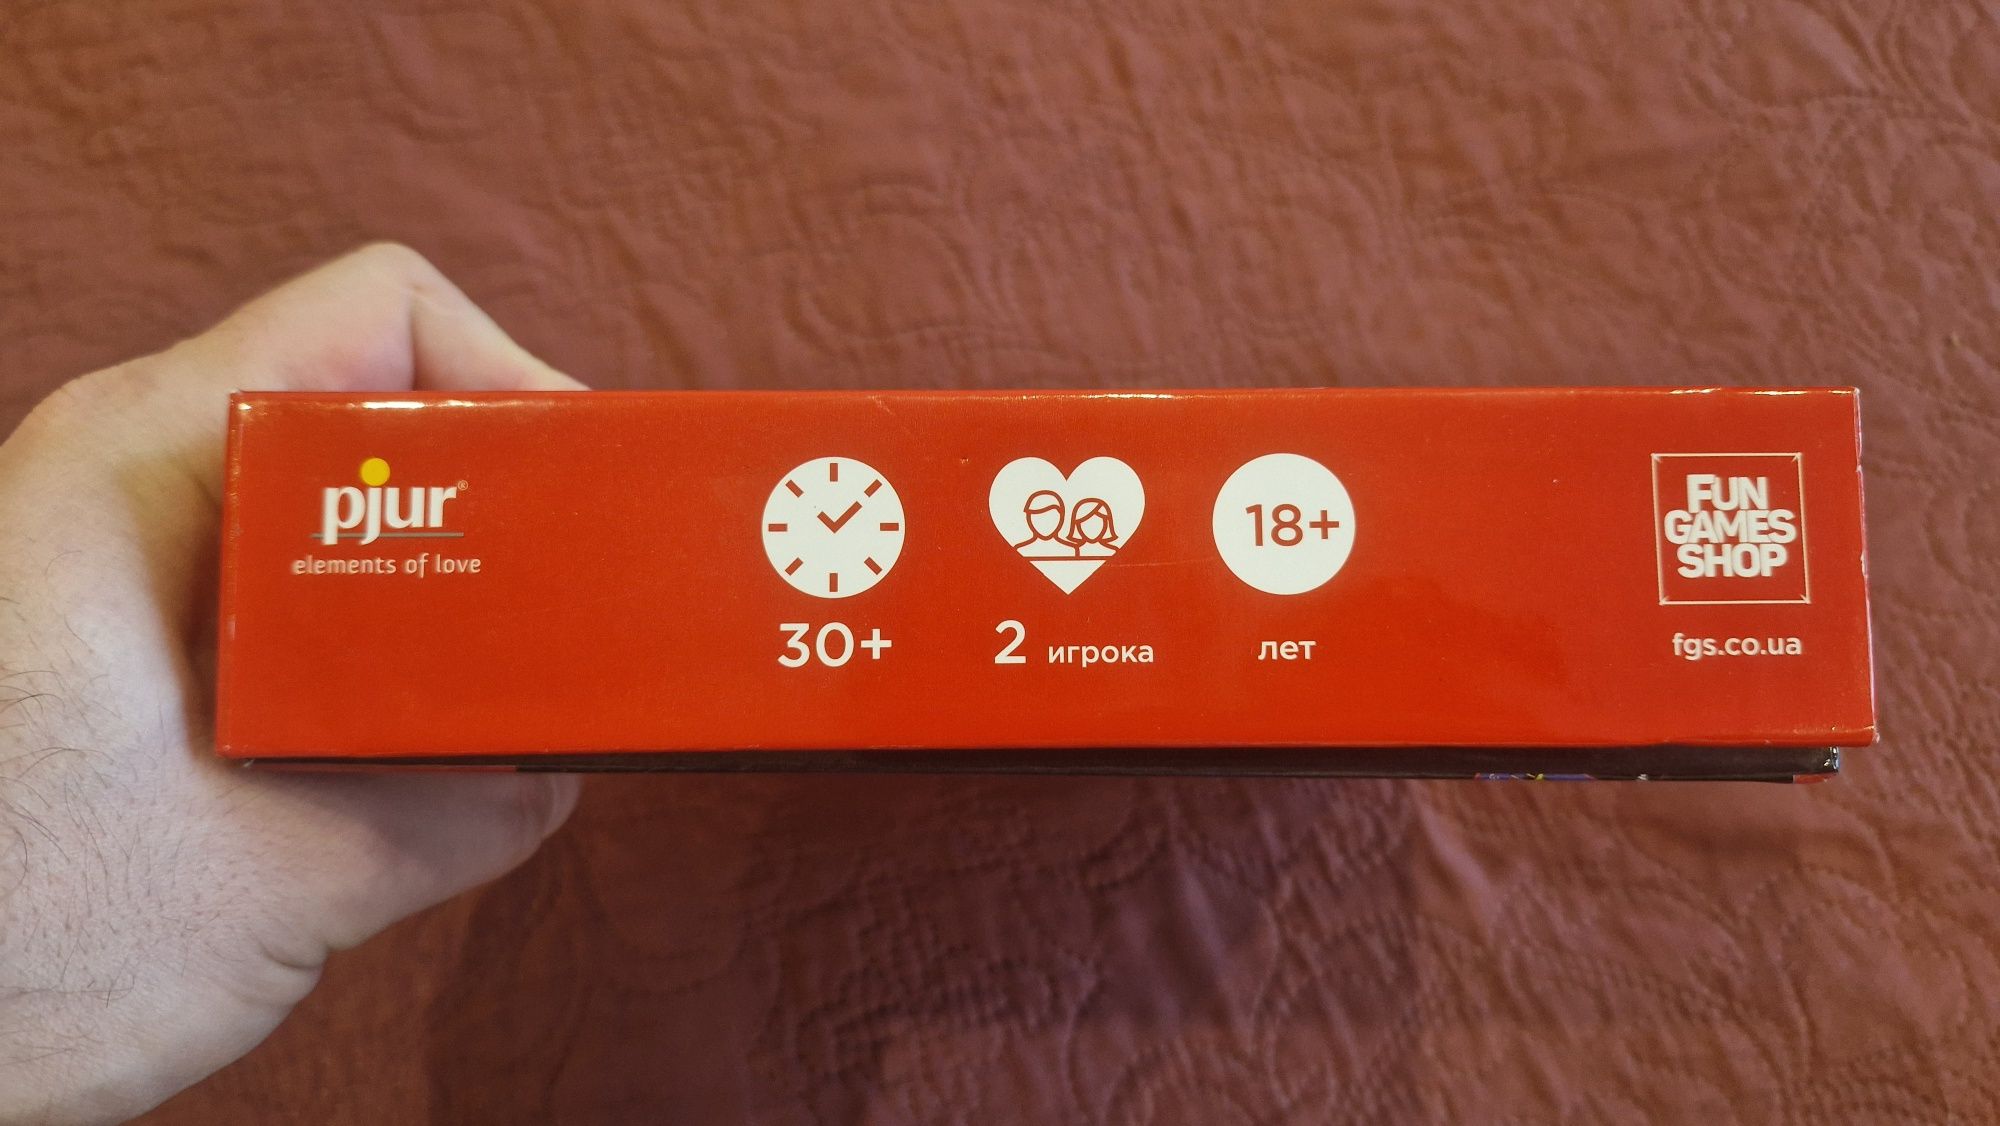 pjur®
elements of love
30+
2 игрока
18+
лет
FUN
GAMES
SHOP
fgs.co.ua